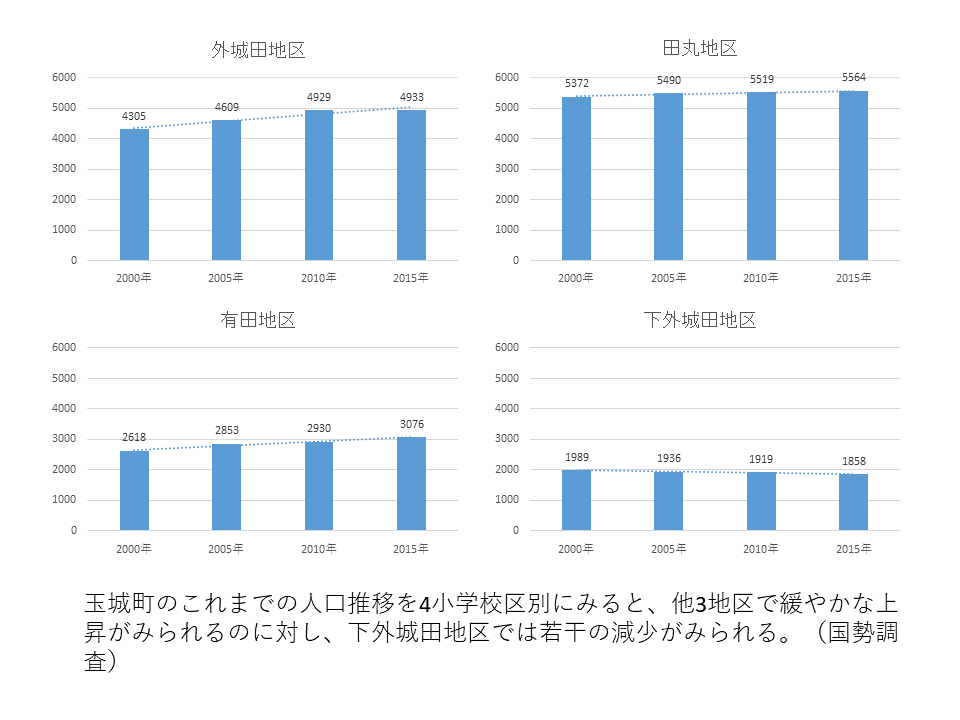 外城田地区
6000
5000
4000
3000
2000
1000
0
4305
4609
4929
4933
2000年
2005年
2010年
2015年
田丸地区
6000
5000
4000
3000
2000
1000
0
5372
5490
5519
5564
2000年
2005年
2010年
2015年
有田地区
6000
5000
4000
3000
2000
1000
0
2618
2853
2930
3076
2000年
2005年
2010年
2015年
下外城田地区
6000
5000
4000
3000
2000
1000
0
1989
1936
1919
1858
2000年
2005年
2010年
2015年
玉城町のこれまでの人口推移を4小学校区別にみると、他3地区で緩やかな上
昇がみられるのに対し、下外城田地区では若干の減少がみられる。（国勢調
査）